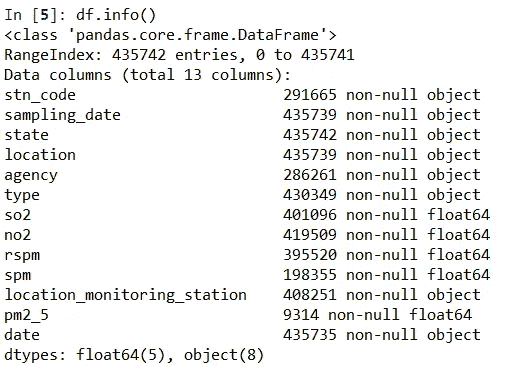 In [5]: df.info()
<class 'pandas.core.frame.DataFrame'>
RangeIndex: 435742 entries, 0 to 435741
Data columns (total 13 columns):
stn_code                       291665 non-null object
sampling_date                  435739 non-null object
state                          435742 non-null object
location                       435739 non-null object
agency                         286261 non-null object
type                           430349 non-null object
so2                            401096 non-null float64
no2                            419509 non-null float64
rspm                           395520 non-null float64
spm                            198355 non-null float64
location_monitoring_station    408251 non-null object
pm2_5                          9314 non-null float64
date                           435735 non-null object
dtypes: float64(5), object(8)